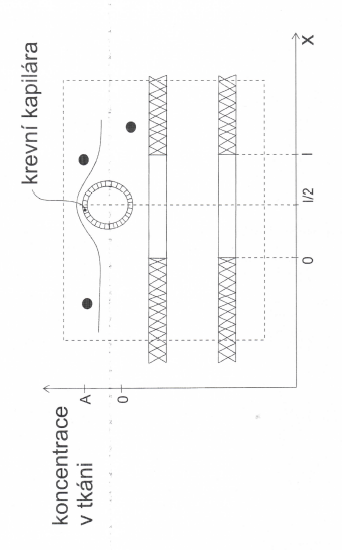 koncentrace
v tkáni
A
0
krevní kapilára
0
l/2
l
x